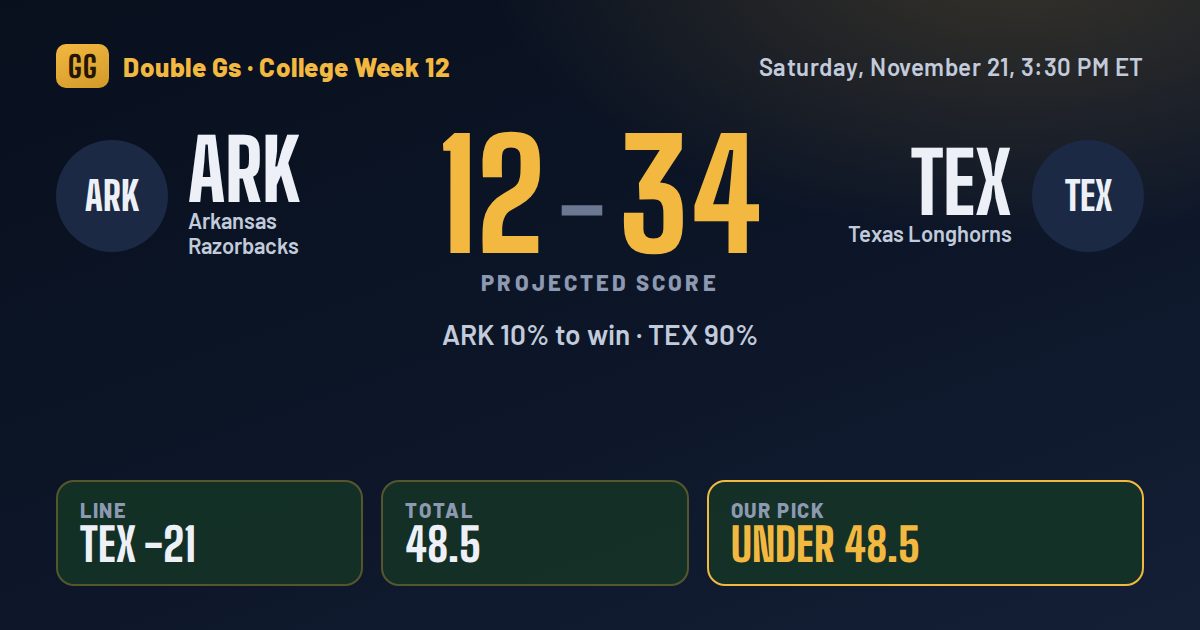 GG
Double Gs · College Week 12
Saturday, November 21, 3:30 PM ET
ARK
ARK
Arkansas
Razorbacks
12 – 34
PROJECTED SCORE
ARK 10% to win · TEX 90%
TEX
Texas Longhorns
TEX
LINE
TEX −21
TOTAL
48.5
OUR PICK
UNDER 48.5